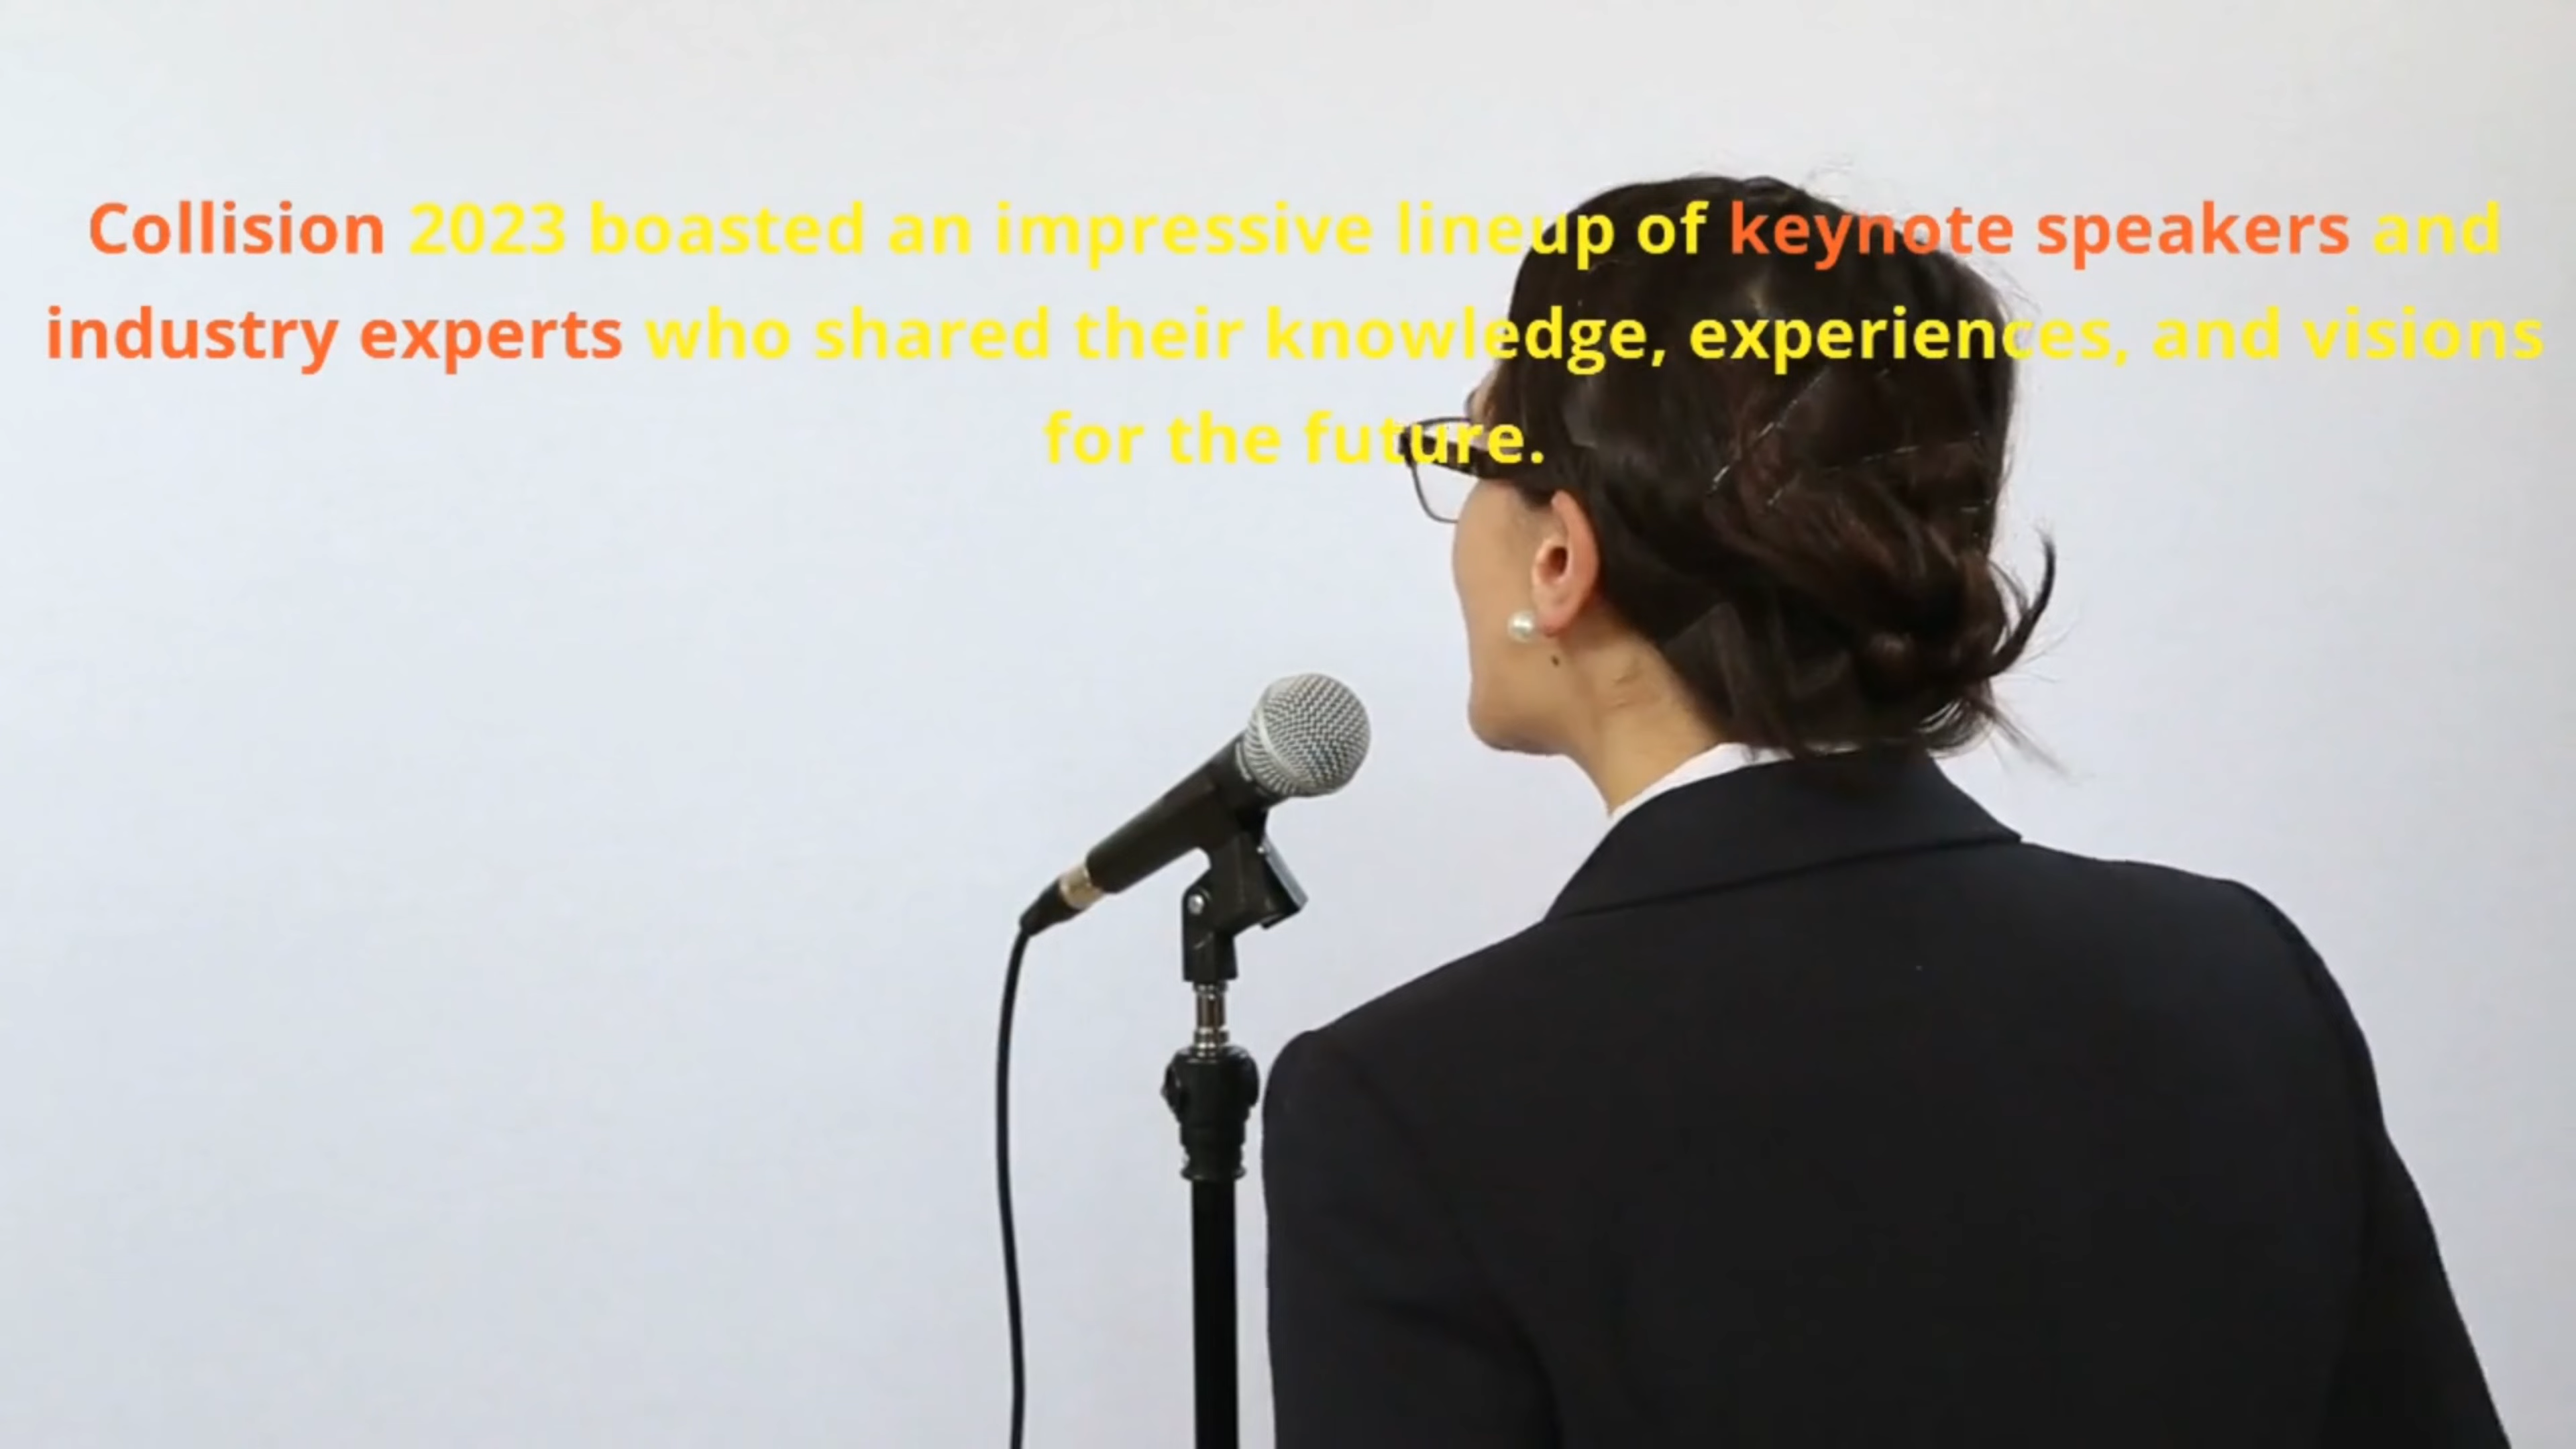 Collision 2023 boasted an impressive lineup of keynote speakers and
industry experts who shared their knowledge, experiences, and visions
for the future.